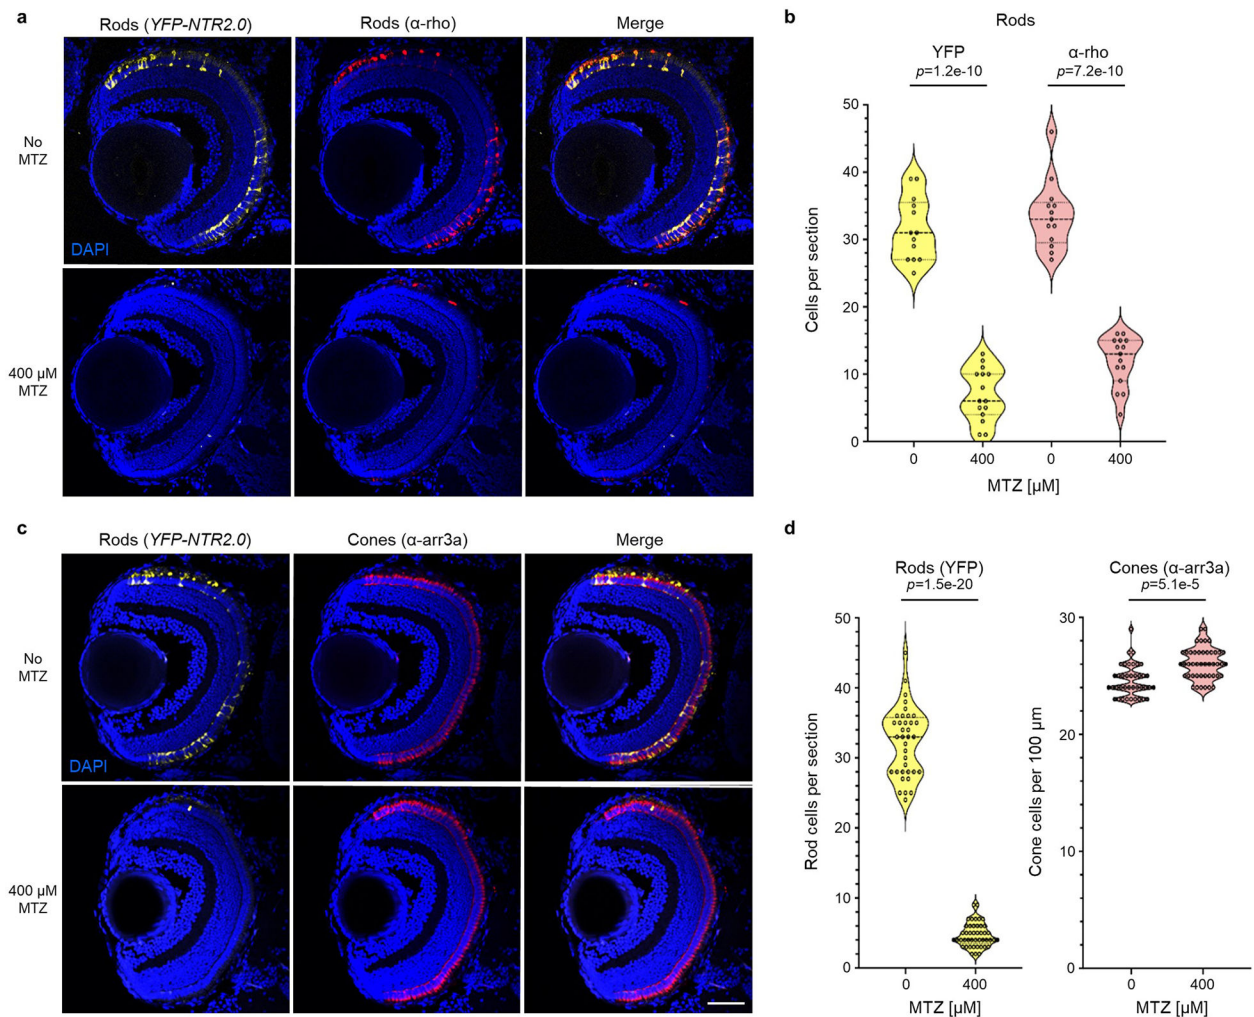 a
Rods (YFP-NTR2.0)
Rods (α-rho)
Merge
No
MTZ
DAPI
400 µM
MTZ
b
Rods
YFP
p=1.2e-10
α-rho
p=7.2e-10
Cells per section
50
40
30
20
10
0
0
400
0
400
MTZ [µM]
c
Rods (YFP-NTR2.0)
Cones (α-arr3a)
Merge
No
MTZ
DAPI
400 µM
MTZ
d
Rods (YFP)
p=1.5e-20
Rod cells per section
50
40
30
20
10
0
0
400
MTZ [µM]
Cones (α-arr3a)
p=5.1e-5
Cone cells per 100 µm
30
20
10
0
0
400
MTZ [µM]